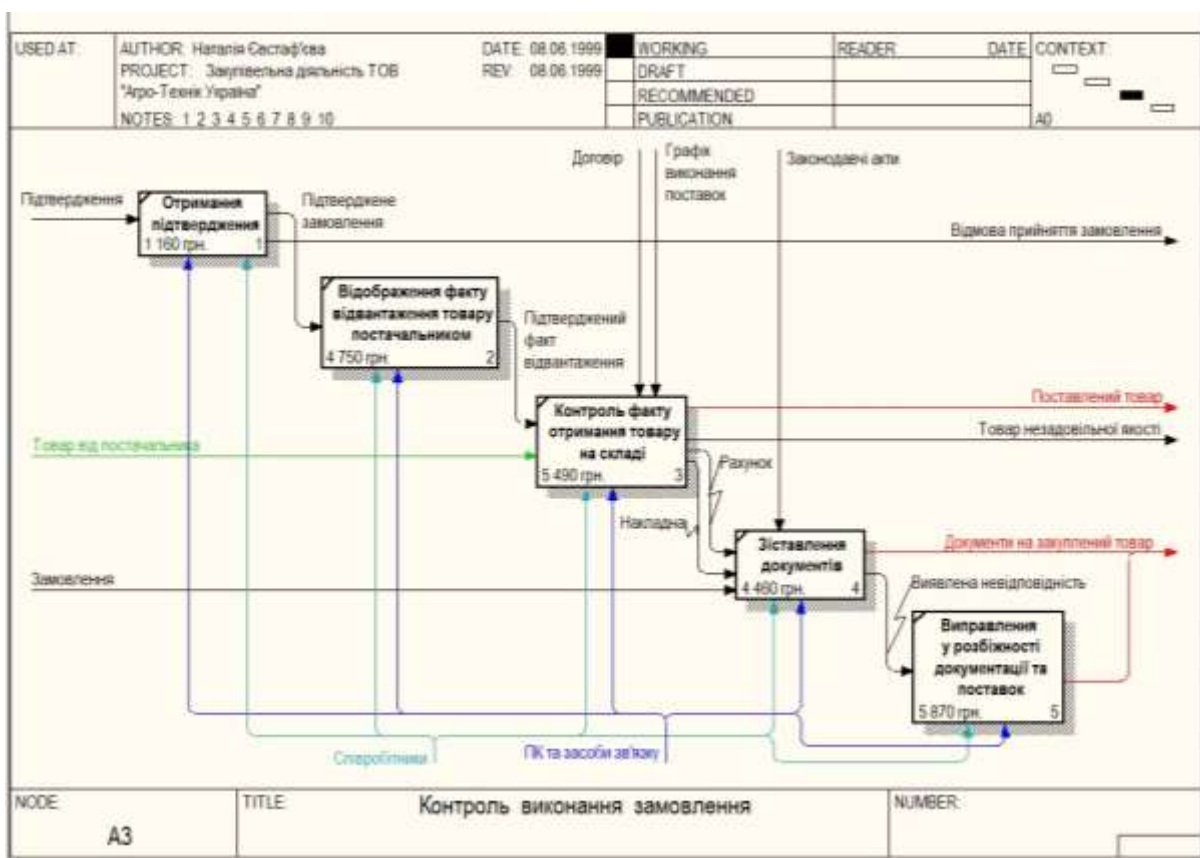 USED AT:
AUTHOR: Наталія Євстаф'єва
DATE: 08.06.1999
WORKING
READER
DATE
CONTEXT:
PROJECT: Закупівельна діяльність ТОВ
REV: 08.06.1999
DRAFT
"Агро-Технік Україна"
RECOMMENDED
NOTES: 1 2 3 4 5 6 7 8 9 10
PUBLICATION
A0
Договір
Графік
виконання
поставок
Законодавчі акти
Підтвердження
Отримання
підтвердження
1 160 грн.
1
Підтверджене
замовлення
Відмова прийняття замовлення
Відображення факту
відвантаження товару
постачальником
4 750 грн.
2
Підтверджений
факт
відвантаження
Контроль факту
отримання товару
на складі
5 490 грн.
3
Поставлений товар
Товар незадовільної якості
Товар від постачальника
Рахунок
Накладна
Зіставлення
документів
4 460 грн.
4
Документи на закуплений товар
Замовлення
Виявлена невідповідність
Виправлення
у розбіжності
документації та
поставок
5 870 грн.
5
Співробітники
ПК та засоби зв'язку
NODE:
TITLE:
Контроль виконання замовлення
NUMBER:
A3